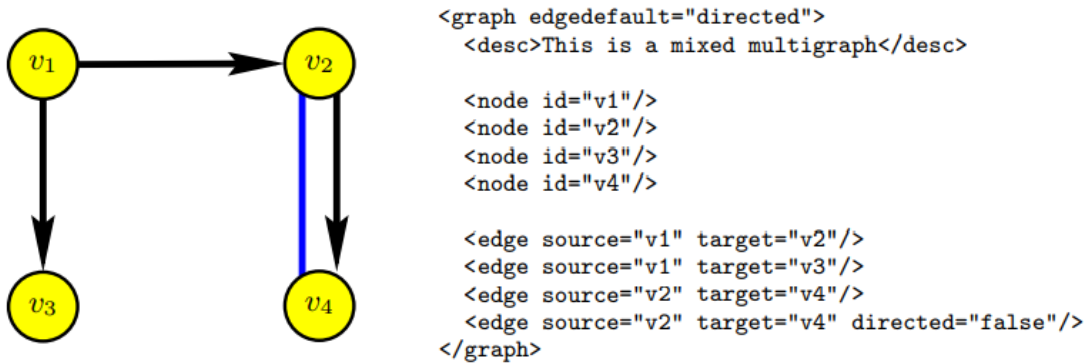 v1
v2
v3
v4
<graph edgedefault="directed">
<desc>This is a mixed multigraph</desc>
<node id="v1"/>
<node id="v2"/>
<node id="v3"/>
<node id="v4"/>
<edge source="v1" target="v2"/>
<edge source="v1" target="v3"/>
<edge source="v2" target="v4"/>
<edge source="v2" target="v4" directed="false"/>
</graph>